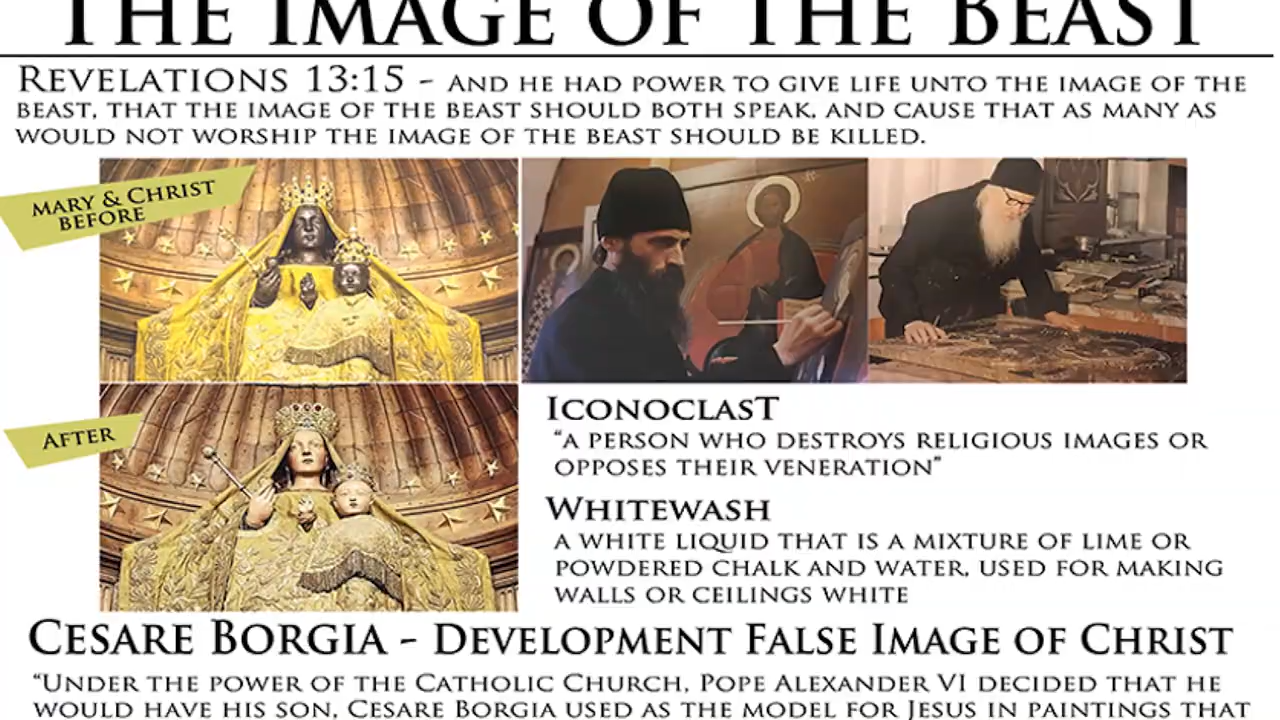 THE IMAGE OF THE BEAST
REVELATIONS 13:15 - AND HE HAD POWER TO GIVE LIFE UNTO THE IMAGE OF THE
BEAST, THAT THE IMAGE OF THE BEAST SHOULD BOTH SPEAK, AND CAUSE THAT AS MANY AS
WOULD NOT WORSHIP THE IMAGE OF THE BEAST SHOULD BE KILLED.
MARY & CHRIST
BEFORE
AFTER
ICONOCLAST
"A PERSON WHO DESTROYS RELIGIOUS IMAGES OR
OPPOSES THEIR VENERATION"
WHITEWASH
A WHITE LIQUID THAT IS A MIXTURE OF LIME OR
POWDERED CHALK AND WATER, USED FOR MAKING
WALLS OR CEILINGS WHITE
CESARE BORGIA - DEVELOPMENT FALSE IMAGE OF CHRIST
"UNDER THE POWER OF THE CATHOLIC CHURCH, POPE ALEXANDER VI DECIDED THAT HE
WOULD HAVE HIS SON, CESARE BORGIA USED AS THE MODEL FOR JESUS IN PAINTINGS THAT